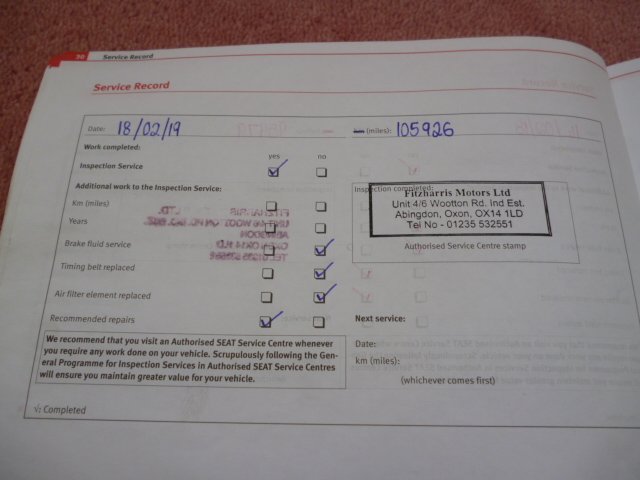 20 Service Record
Service Record
Date: 18/02/19 km (miles): 105926
Work completed:
yes no
Inspection Service
Additional work to the Inspection Service: Inspection completed:
Km (miles)
Years
Brake fluid service
Timing belt replaced
Air filter element replaced
Recommended repairs
Fitzharris Motors Ltd
Unit 4/6 Wootton Rd. Ind Est.
Abingdon, Oxon, OX14 1LD
Tel No - 01235 532551
Authorised Service Centre stamp
Next service:
Date:
km (miles):
(whichever comes first)
We recommend that you visit an Authorised SEAT Service Centre whenever
you require any work done on your vehicle. Scrupulously following the Gen-
eral Programme for Inspection Services in Authorised SEAT Service Centres
will ensure you maintain greater value for your vehicle.
√: Completed